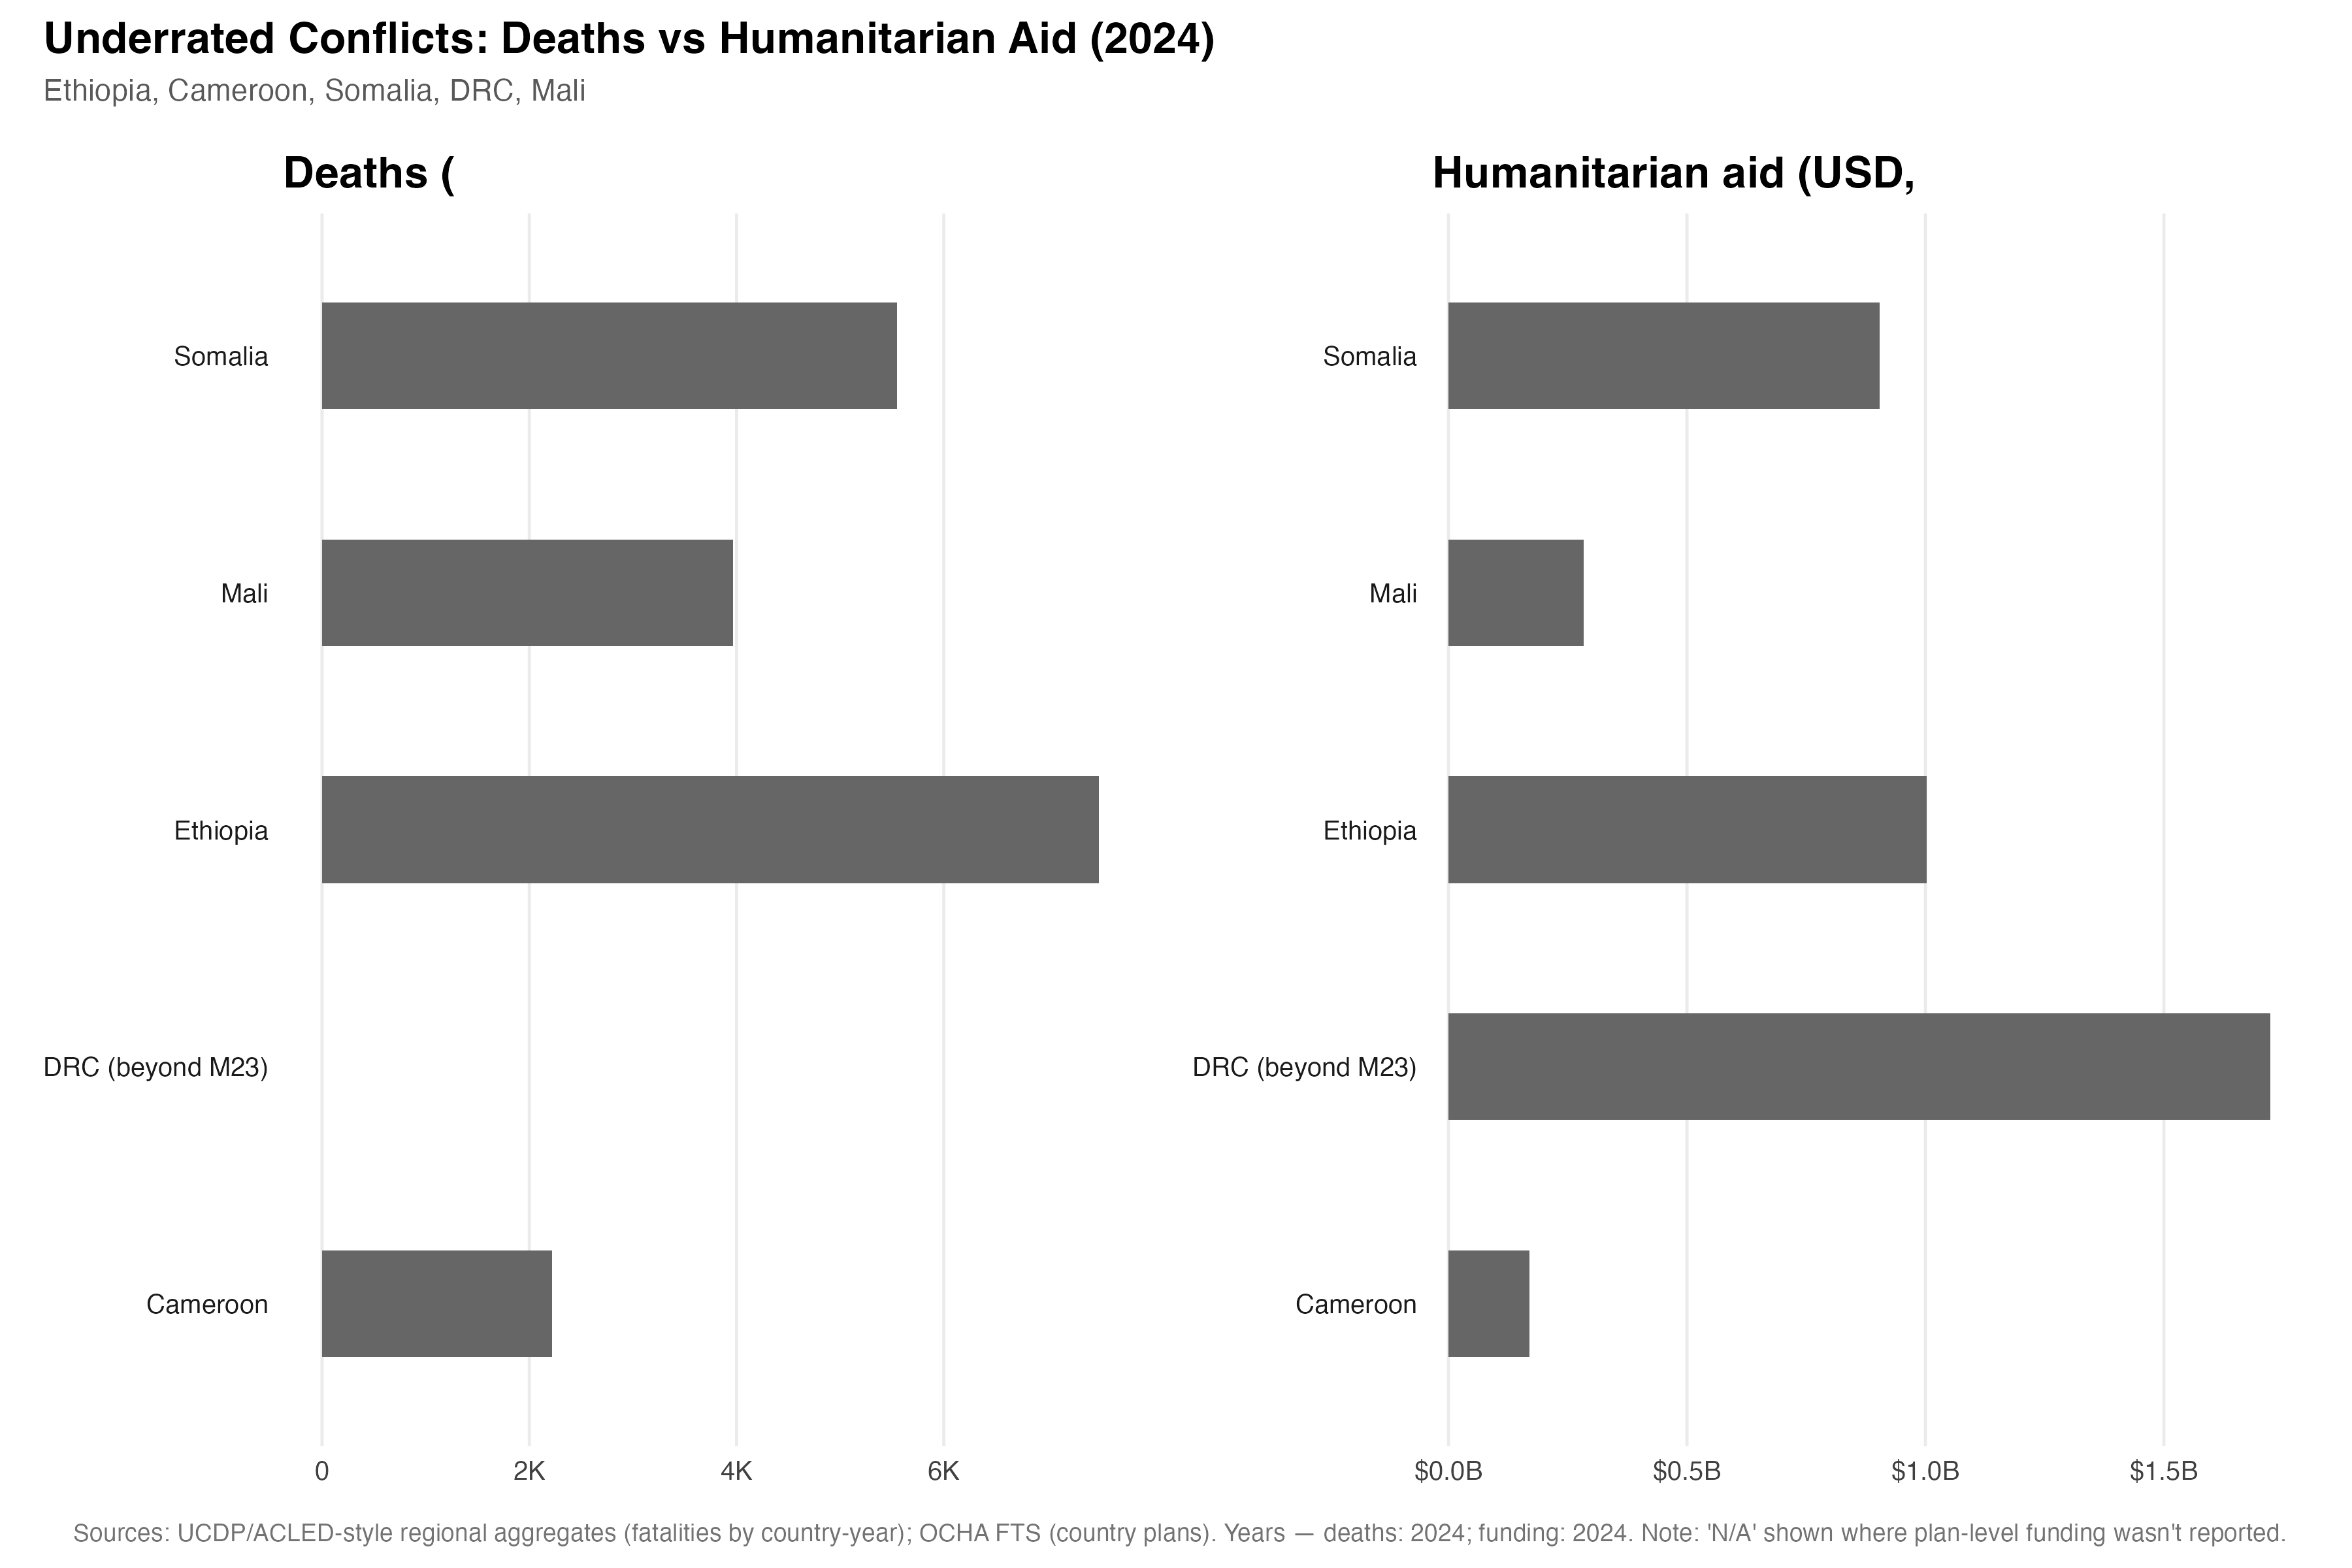 Underrated Conflicts: Deaths vs Humanitarian Aid (2024)
Ethiopia, Cameroon, Somalia, DRC, Mali
Deaths (
Somalia
Mali
Ethiopia
DRC (beyond M23)
Cameroon
0 2K 4K 6K
Humanitarian aid (USD,
Somalia
Mali
Ethiopia
DRC (beyond M23)
Cameroon
$0.0B $0.5B $1.0B $1.5B
Sources: UCDP/ACLED-style regional aggregates (fatalities by country-year); OCHA FTS (country plans). Years — deaths: 2024; funding: 2024. Note: 'N/A' shown where plan-level funding wasn't reported.